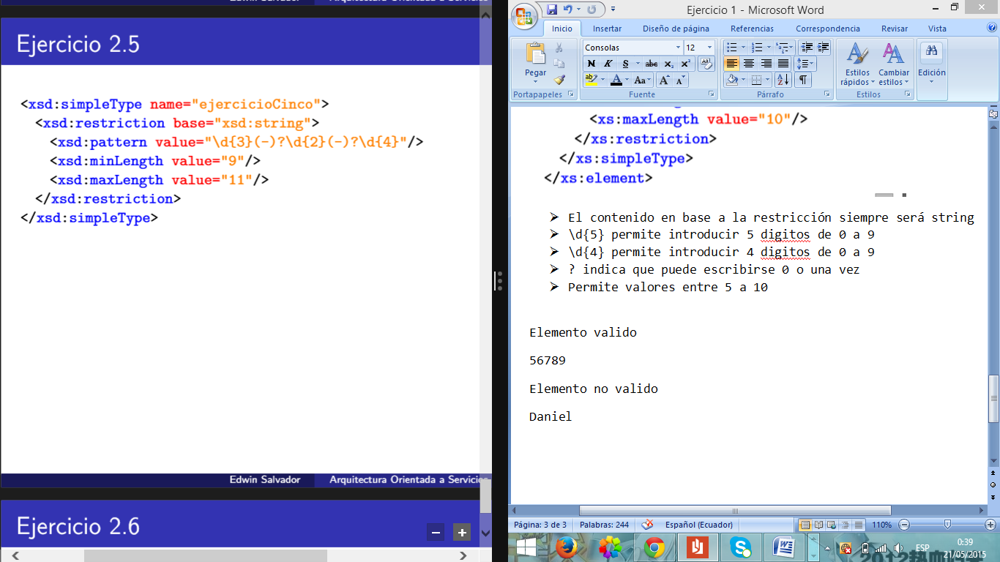 Edwin Salvador Arquitectura Orientada a Servicios
Ejercicio 2.5
<xsd:simpleType name="ejercicioCinco">
<xsd:restriction base="xsd:string">
<xsd:pattern value="\d{3}(-)?\d{2}(-)?\d{4}"/>
<xsd:minLength value="9"/>
<xsd:maxLength value="11"/>
</xsd:restriction>
</xsd:simpleType>
Edwin Salvador Arquitectura Orientada a Servicios
Ejercicio 2.6
Ejercicio 1 - Microsoft Word
Inicio Insertar Diseño de página Referencias Correspondencia Revisar Vista
Consolas 12
Pegar
N K S abc x₂ x²
Aa A A
Estilos rápidos
Cambiar estilos
Edición
Portapapeles Fuente Párrafo Estilos
<xs:maxLength value="10"/>
</xs:restriction>
</xs:simpleType>
</xs:element>
➢ El contenido en base a la restricción siempre será string
➢ \d{5} permite introducir 5 digitos de 0 a 9
➢ \d{4} permite introducir 4 digitos de 0 a 9
➢ ? indica que puede escribirse 0 o una vez
➢ Permite valores entre 5 a 10
Elemento valido
56789
Elemento no valido
Daniel
Página: 3 de 3 Palabras: 244 Español (Ecuador) 110%
ESP
0:39
21/05/2015